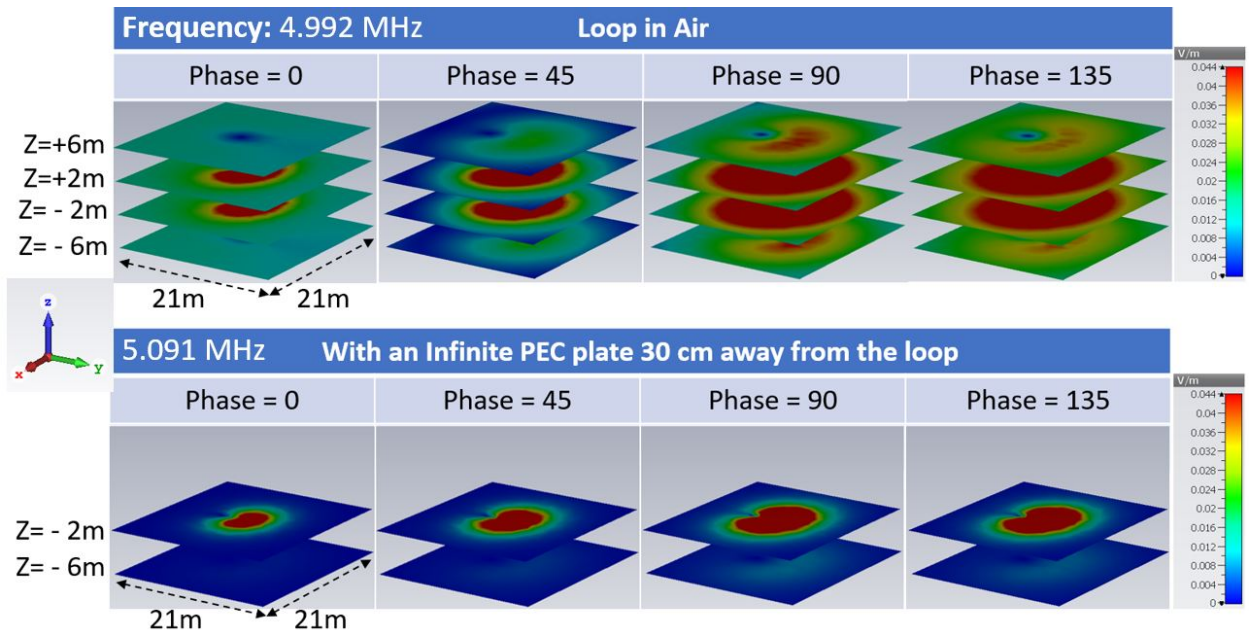 Frequency: 4.992 MHz Loop in Air
Phase = 0 Phase = 45 Phase = 90 Phase = 135
V/m
0.044
0.04
0.036
0.032
0.028
0.024
0.02
0.016
0.012
0.008
0.004
0
Z=+6m
Z=+2m
Z= - 2m
Z= - 6m
21m 21m
z
x
y
5.091 MHz With an Infinite PEC plate 30 cm away from the loop
Phase = 0 Phase = 45 Phase = 90 Phase = 135
V/m
0.044
0.04
0.036
0.032
0.028
0.024
0.02
0.016
0.012
0.008
0.004
0
Z= - 2m
Z= - 6m
21m 21m